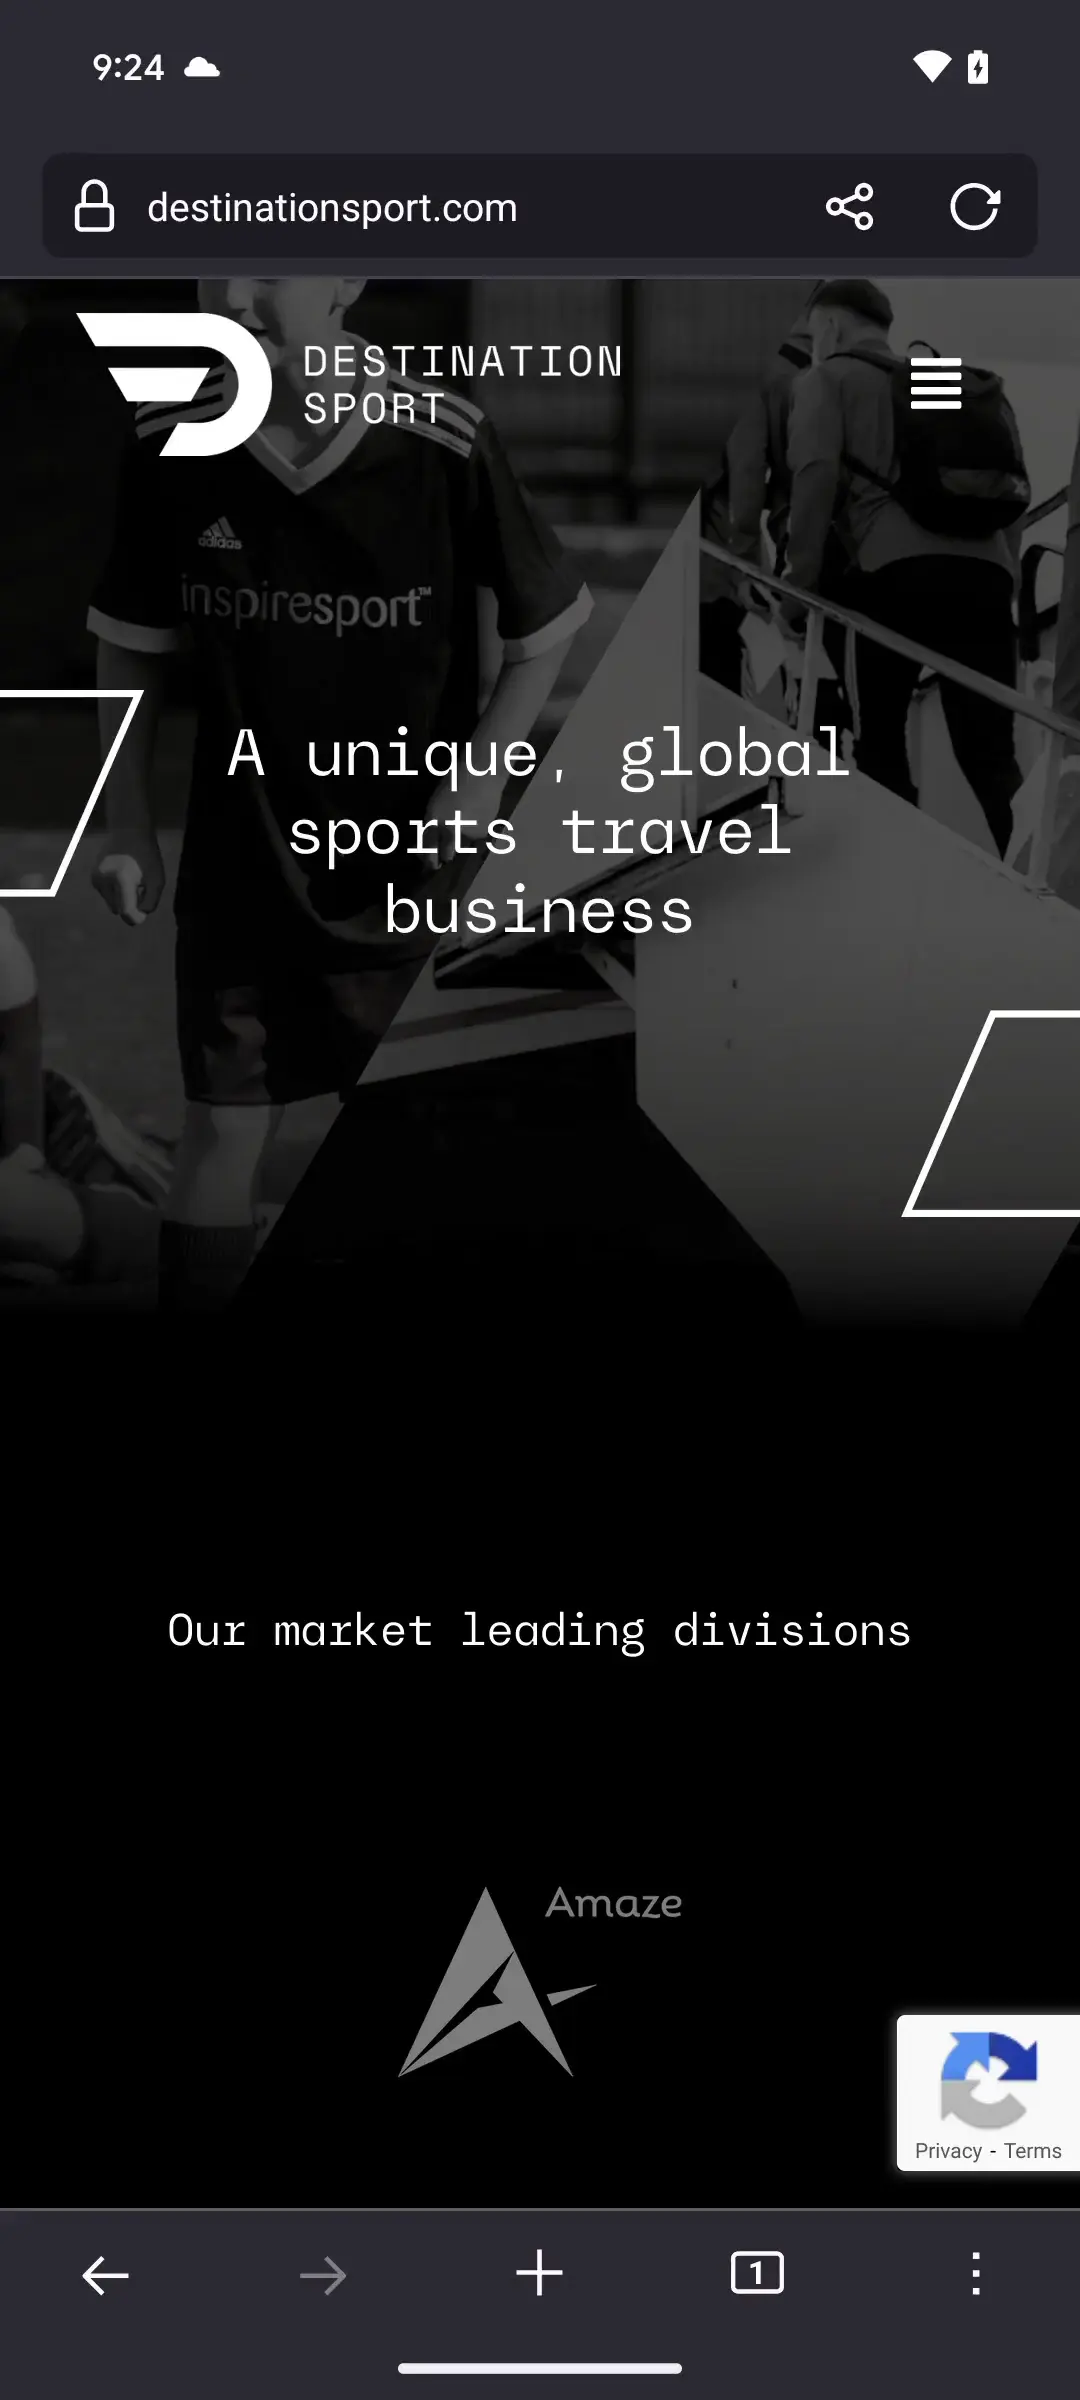 9:24
destinationsport.com
DESTINATION
SPORT
adidas
inspiresport™
A unique, global
sports travel
business
Our market leading divisions
Amaze
Privacy - Terms
1